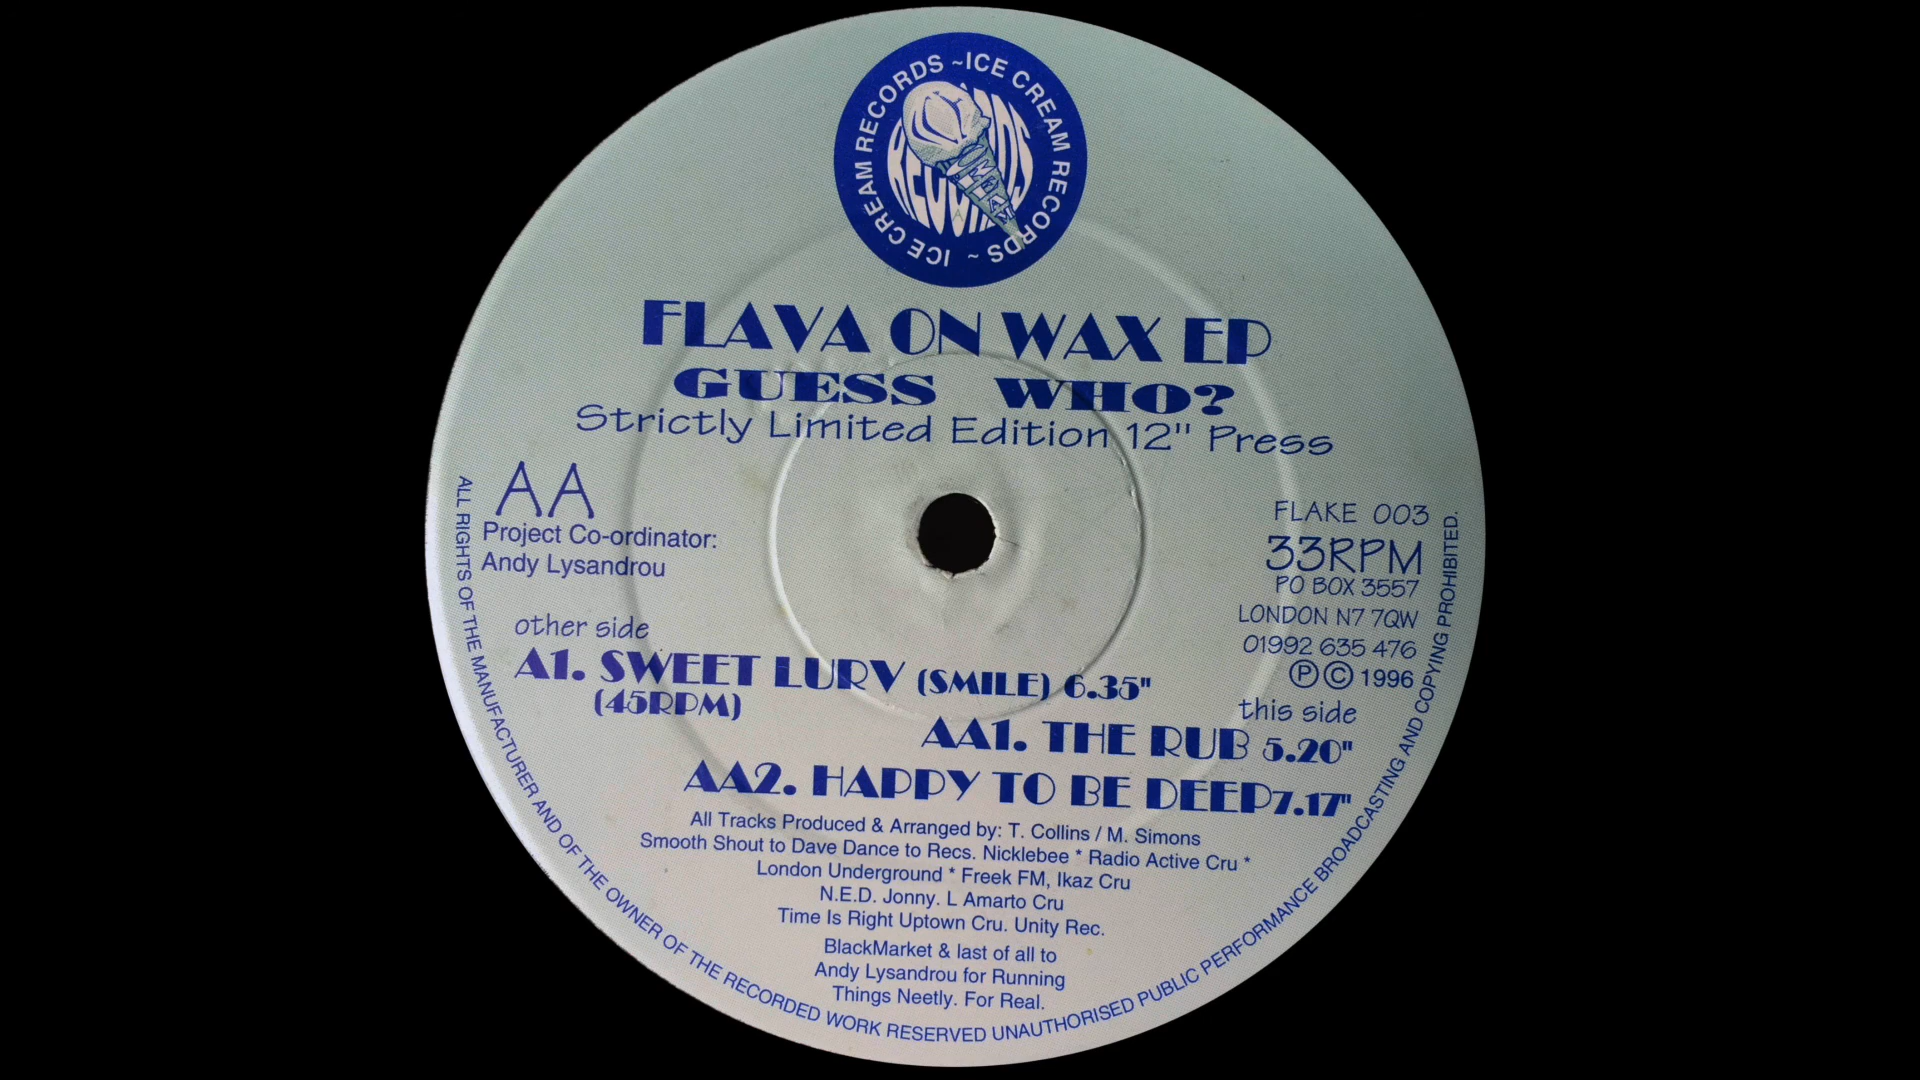 ICE CREAM RECORDS ~ ICE CREAM RECORDS ~
RECORDS
FLAVA ON WAX EP
GUESS WHO?
Strictly Limited Edition 12" Press
AA
Project Co-ordinator:
Andy Lysandrou
FLAKE 003
33RPM
PO BOX 3557
LONDON N7 7QW
01992 635 476
Ⓟ © 1996
other side
A1. SWEET LURV (SMILE) 6.35"
(45RPM)
this side
AA1. THE RUB 5.20"
AA2. HAPPY TO BE DEEP 7.17"
All Tracks Produced & Arranged by: T. Collins / M. Simons
Smooth Shout to Dave Dance to Recs. Nicklebee * Radio Active Cru *
London Underground * Freek FM, Ikaz Cru
N.E.D. Jonny. L Amarto Cru
Time Is Right Uptown Cru. Unity Rec.
BlackMarket & last of all to
Andy Lysandrou for Running
Things Neetly. For Real.
ALL RIGHTS OF THE MANUFACTURER AND OF THE OWNER OF THE RECORDED WORK RESERVED UNAUTHORISED PUBLIC PERFORMANCE BROADCASTING AND COPYING PROHIBITED.